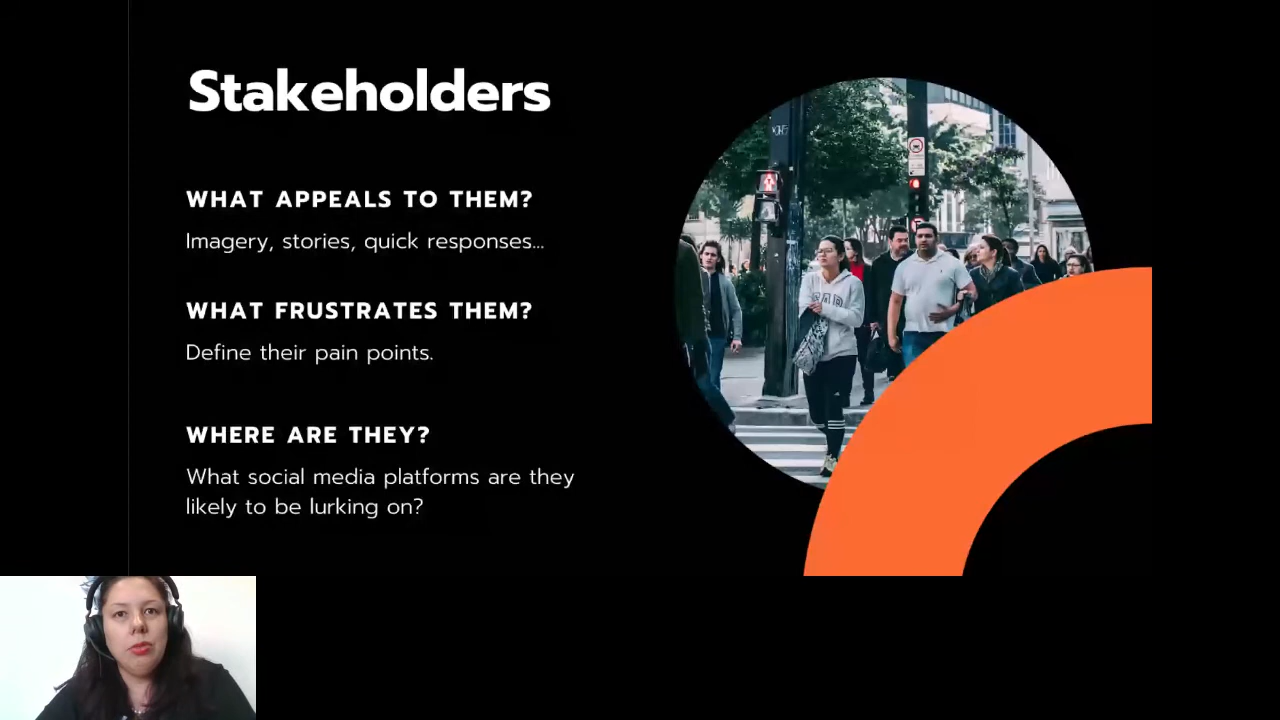 Stakeholders
WHAT APPEALS TO THEM?
Imagery, stories, quick responses...
WHAT FRUSTRATES THEM?
Define their pain points.
WHERE ARE THEY?
What social media platforms are they
likely to be lurking on?